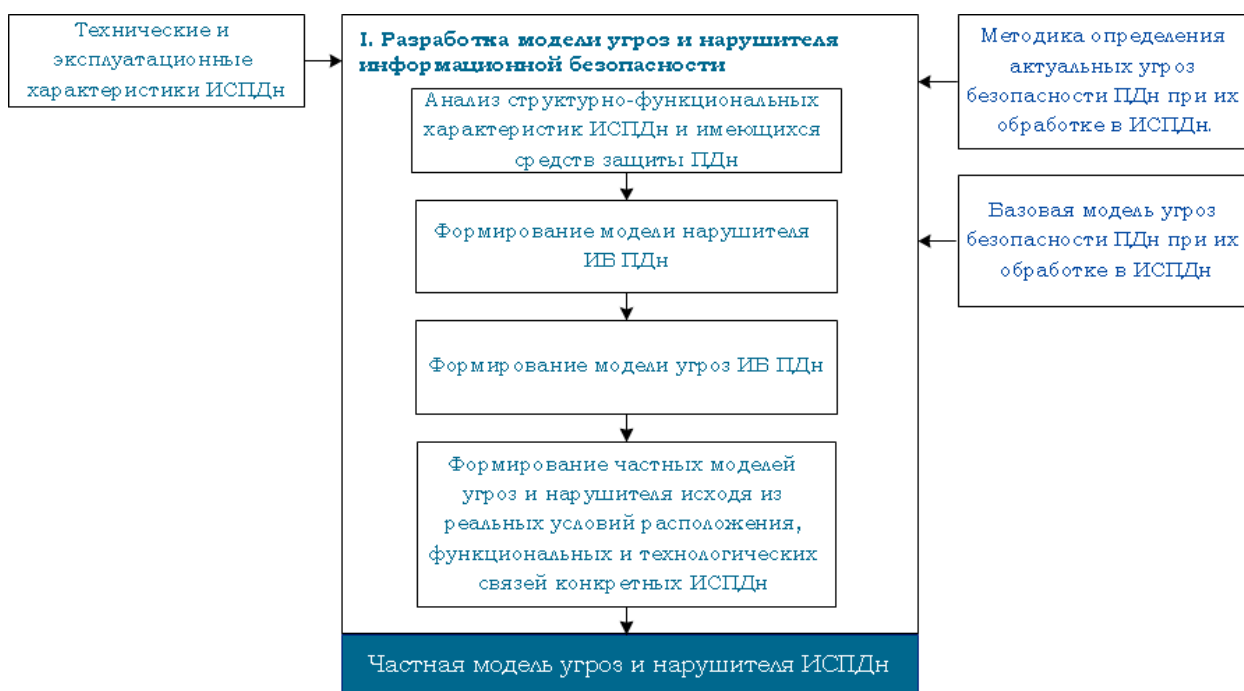 Технические и
эксплуатационные
характеристики ИСПДн
I. Разработка модели угроз и нарушителя
информационной безопасности
Анализ структурно-функциональных
характеристик ИСПДн и имеющихся
средств защиты ПДн
Формирование модели нарушителя
ИБ ПДн
Формирование модели угроз ИБ ПДн
Формирование частных моделей
угроз и нарушителя исходя из
реальных условий расположения,
функциональных и технологических
связей конкретных ИСПДн
Частная модель угроз и нарушителя ИСПДн
Методика определения
актуальных угроз
безопасности ПДн при их
обработке в ИСПДн.
Базовая модель угроз
безопасности ПДн при их
обработке в ИСПДн